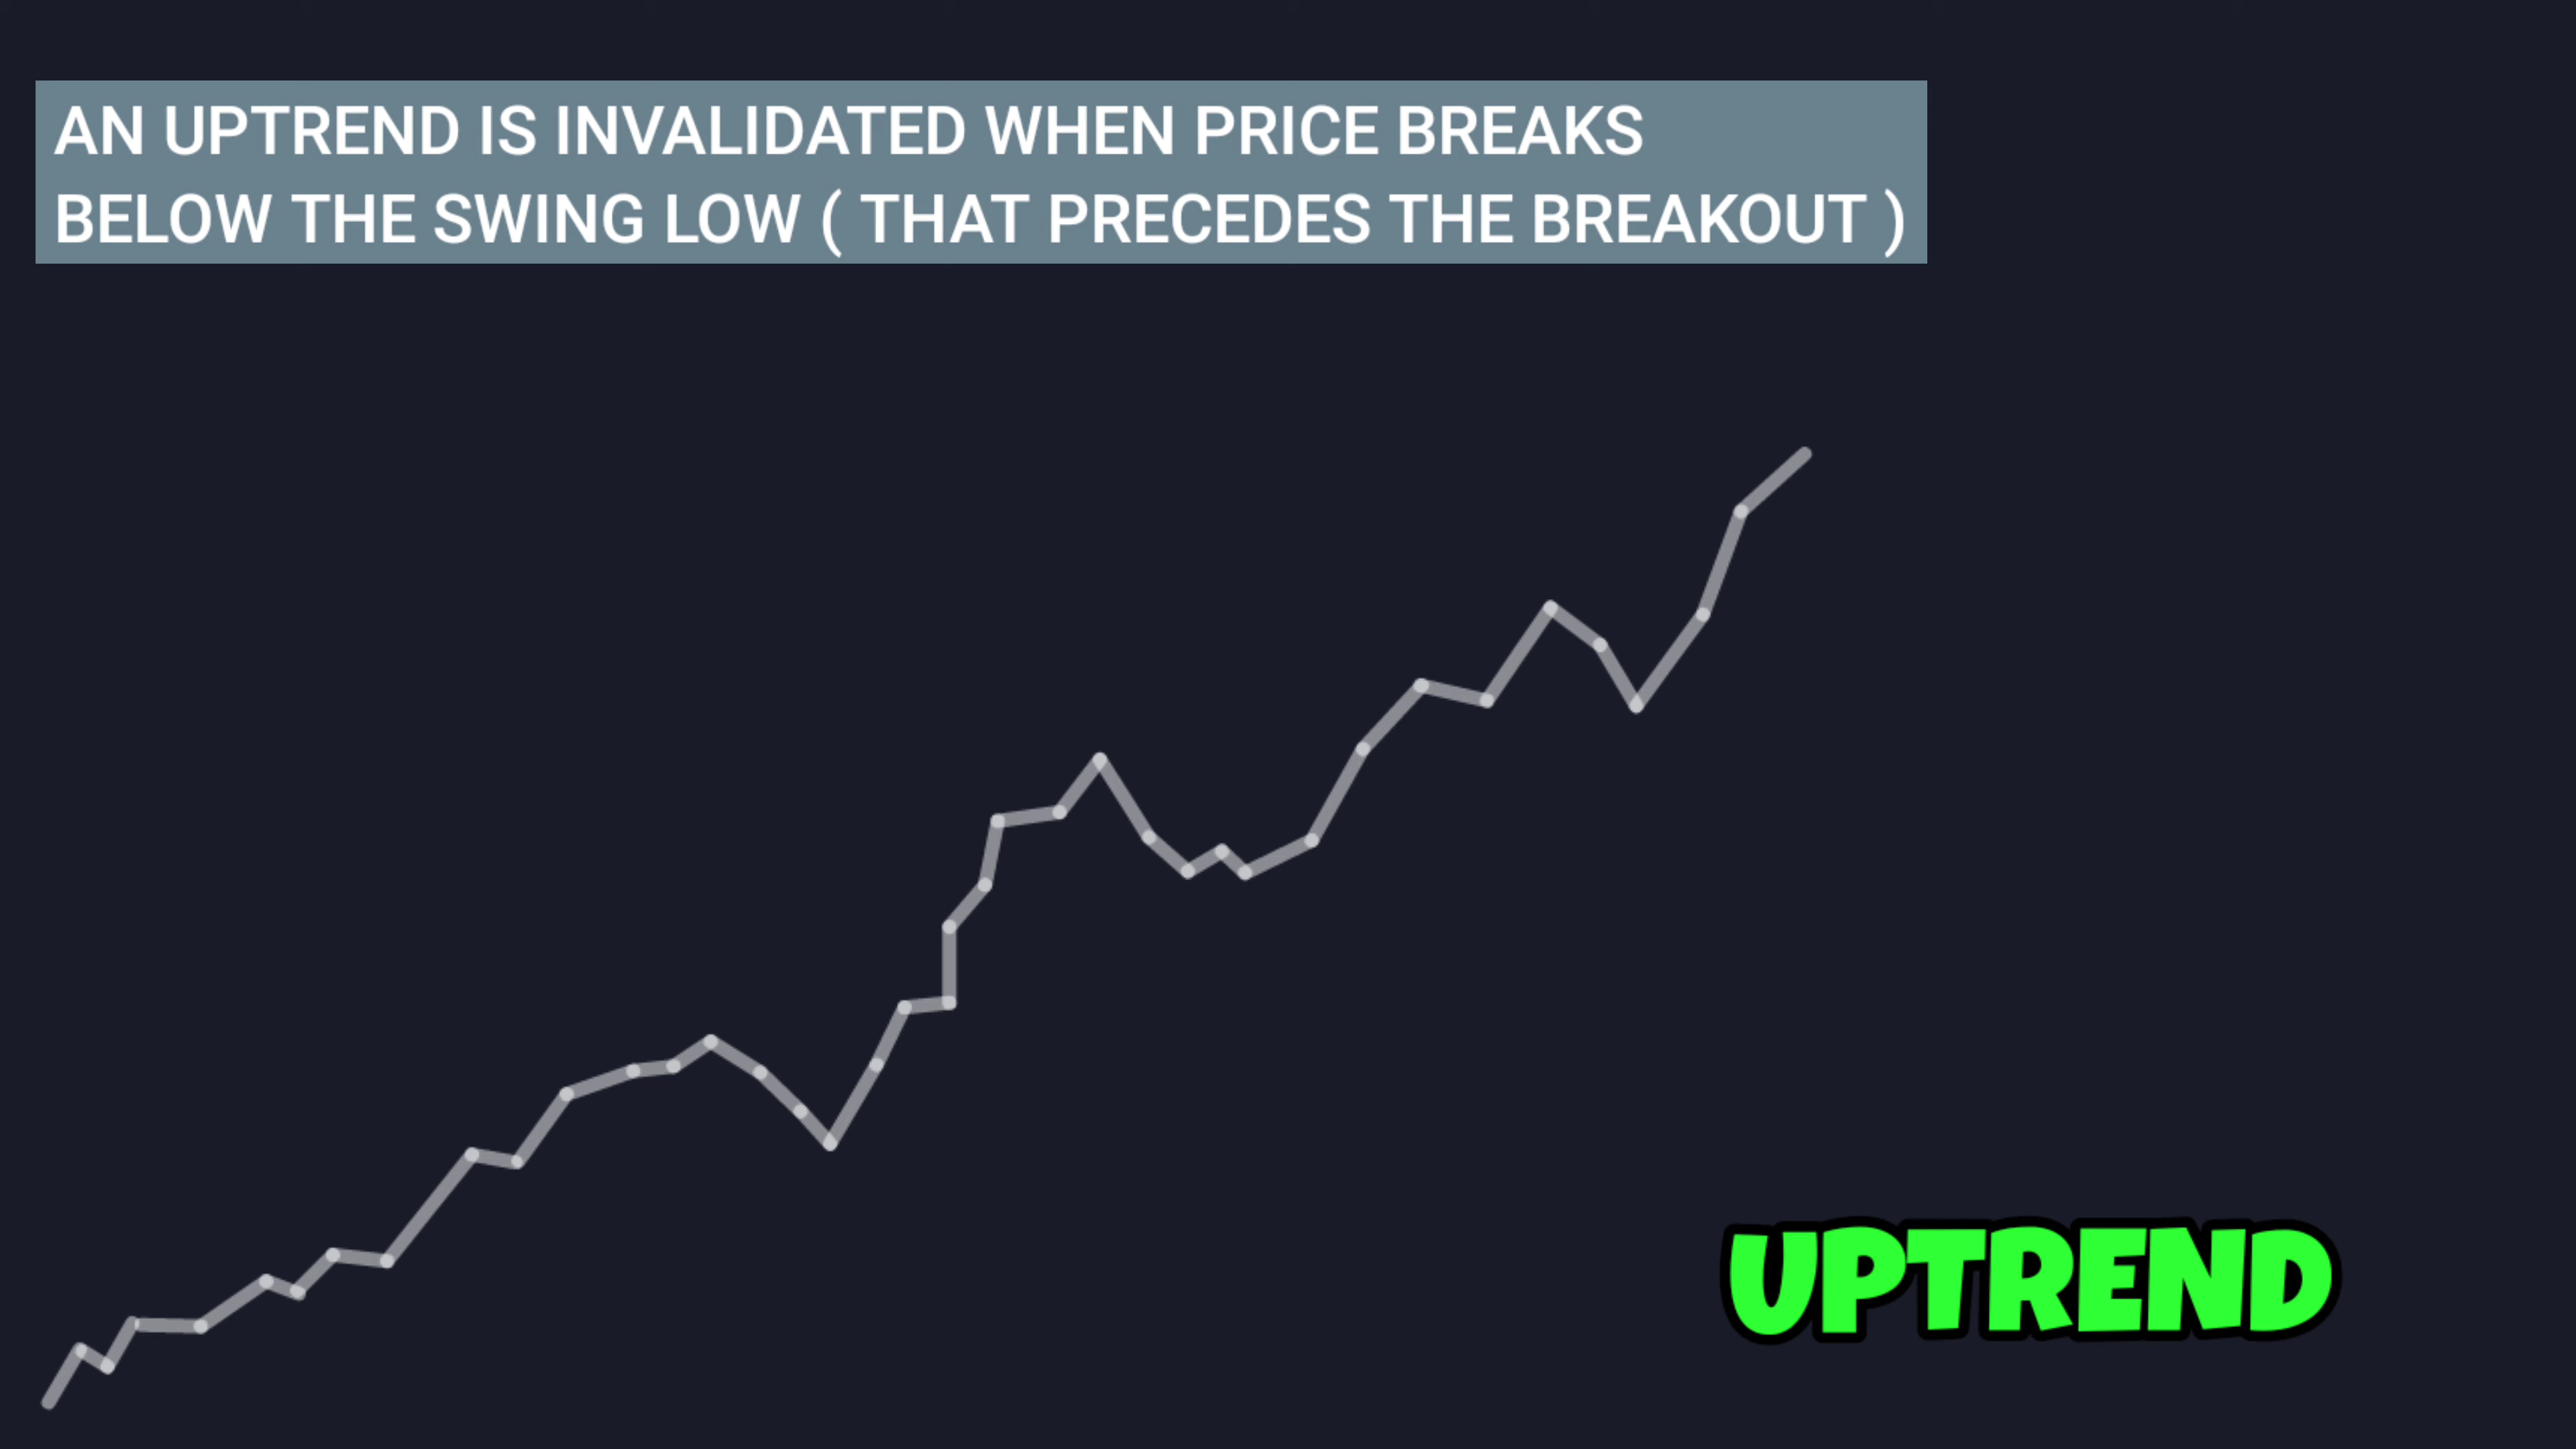 AN UPTREND IS INVALIDATED WHEN PRICE BREAKS
BELOW THE SWING LOW ( THAT PRECEDES THE BREAKOUT )
UPTREND